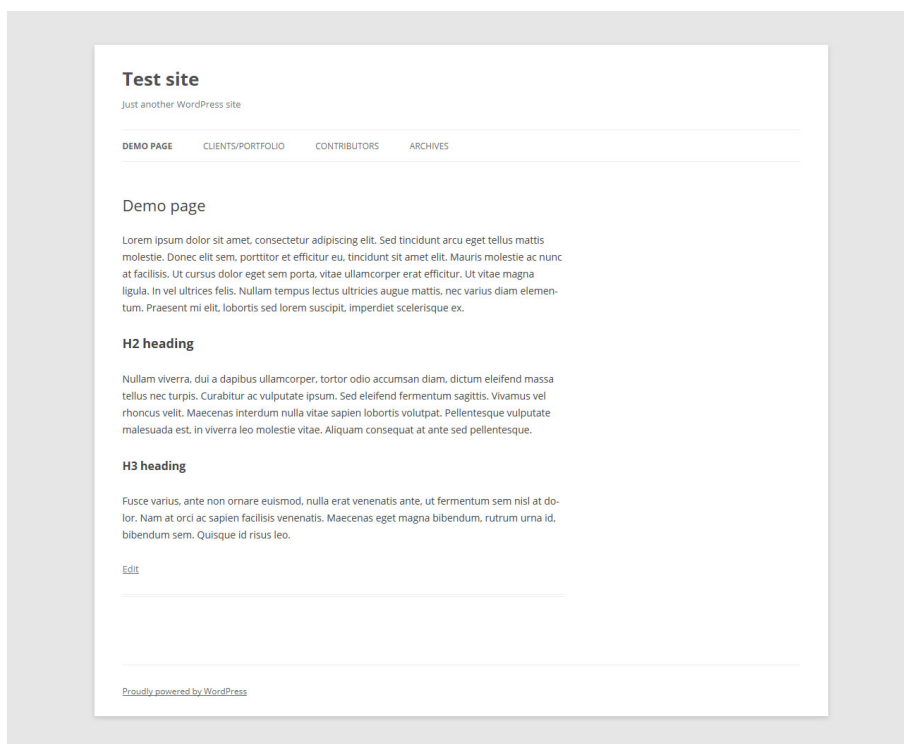 Test site
Just another WordPress site
DEMO PAGE CLIENTS/PORTFOLIO CONTRIBUTORS ARCHIVES
Demo page
Lorem ipsum dolor sit amet, consectetur adipiscing elit. Sed tincidunt arcu eget tellus mattis
molestie. Donec elit sem, porttitor et efficitur eu, tincidunt sit amet elit. Mauris molestie ac nunc
at facilisis. Ut cursus dolor eget sem porta, vitae ullamcorper erat efficitur. Ut vitae magna
ligula. In vel ultrices felis. Nullam tempus lectus ultricies augue mattis, nec varius diam elemen-
tum. Praesent mi elit, lobortis sed lorem suscipit, imperdiet scelerisque ex.
H2 heading
Nullam viverra, dui a dapibus ullamcorper, tortor odio accumsan diam, dictum eleifend massa
tellus nec turpis. Curabitur ac vulputate ipsum. Sed eleifend fermentum sagittis. Vivamus vel
rhoncus velit. Maecenas interdum nulla vitae sapien lobortis volutpat. Pellentesque vulputate
malesuada est, in viverra leo molestie vitae. Aliquam consequat at ante sed pellentesque.
H3 heading
Fusce varius, ante non ornare euismod, nulla erat venenatis ante, ut fermentum sem nisl at do-
lor. Nam at orci ac sapien facilisis venenatis. Maecenas eget magna bibendum, rutrum urna id,
bibendum sem. Quisque id risus leo.
Edit
Proudly powered by WordPress